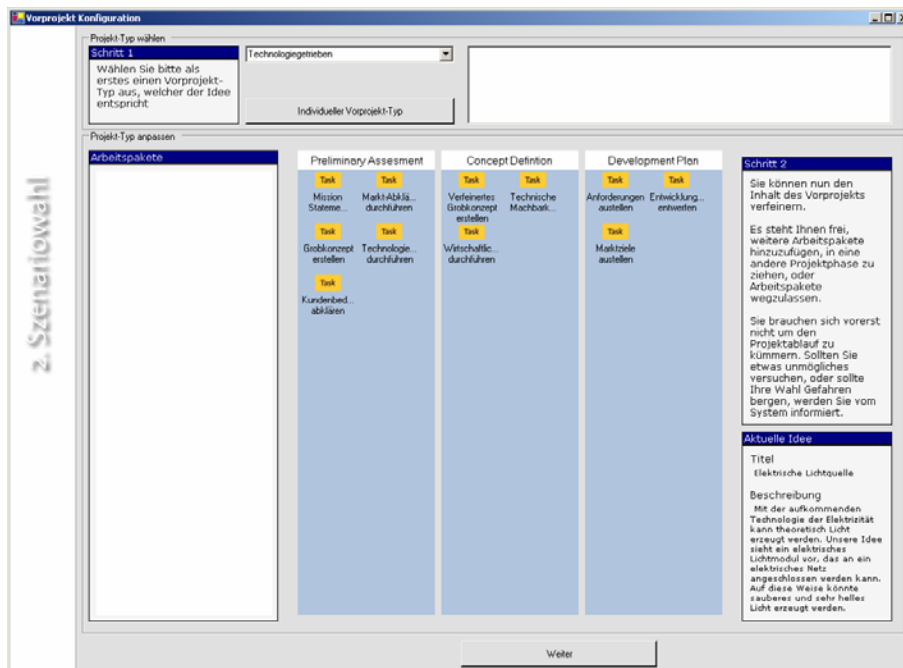 Vorprojekt Konfiguration
2. Szenariowahl
Projekt-Typ wählen
Schritt 1
Wählen Sie bitte als
erstes einen Vorprojekt-
Typ aus, welcher der Idee
entspricht
Technologiegetrieben
Individueller Vorprojekt-Typ
Projekt-Typ anpassen
Arbeitspakete
Preliminary Assesment
Task
Mission
Stateme...
Task
Markt-Abklä...
durchführen
Task
Grobkonzept
erstellen
Task
Technologie...
durchführen
Task
Kundenbed...
abklären
Concept Defintion
Task
Verfeinertes
Grobkonzept
erstellen
Task
Technische
Machbark...
Task
Wirtschaftlic...
durchführen
Development Plan
Task
Anforderungen
austellen
Task
Entwicklung...
entwerten
Task
Marktziele
austellen
Schritt 2
Sie können nun den
Inhalt des Vorprojekts
verfeinern.
Es steht Ihnen frei,
weitere Arbeitspakete
hinzuzufügen, in eine
andere Projektphase zu
ziehen, oder
Arbeitspakete
wegzulassen.
Sie brauchen sich vorerst
nicht um den
Projektablauf zu
kümmern. Sollten Sie
etwas unmögliches
versuchen, oder sollte
Ihre Wahl Gefahren
bergen, werden Sie vom
System informiert.
Aktuelle Idee
Titel
Elektrische Lichtquelle
Beschreibung
Mit der aufkommenden
Technologie der Elektrizität
kann theoretisch Licht
erzeugt werden. Unsere Idee
sieht ein elektrisches
Lichtmodul vor, das an ein
elektrisches Netz
angeschlossen werden kann.
Auf diese Weise könnte
sauberes und sehr helles
Licht erzeugt werden.
Weiter